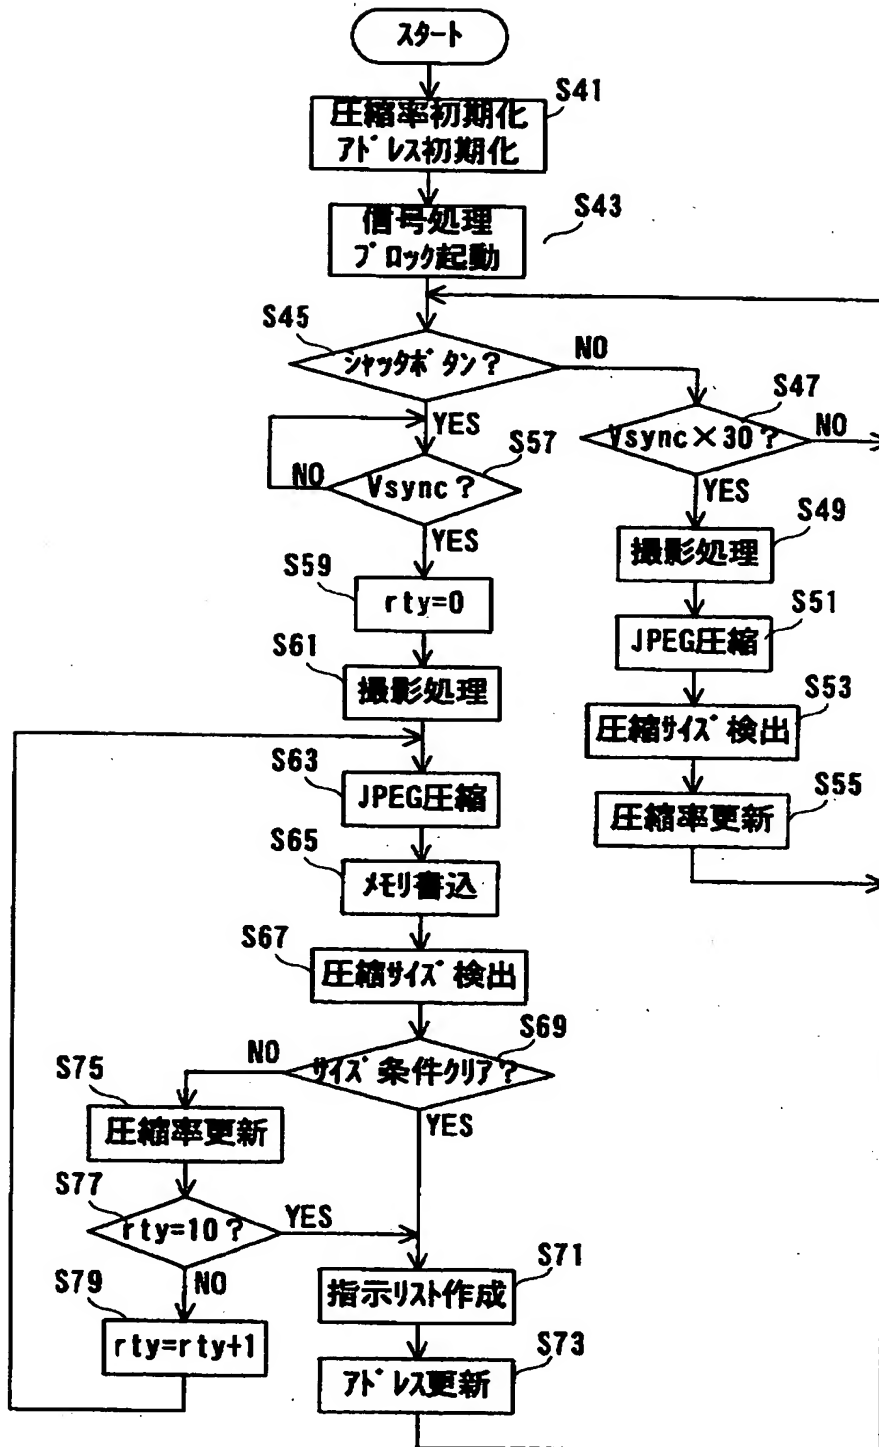 スタート
S41
圧縮率初期化
アドレス初期化
S43
信号処理
ブロック起動
S45
シャッタボタン?
NO
YES
S47
Vsync×30?
NO
YES
S57
Vsync?
NO
YES
S49
撮影処理
S59
rty=0
S51
JPEG圧縮
S61
撮影処理
S53
圧縮サイズ検出
S63
JPEG圧縮
S55
圧縮率更新
S65
メモリ書込
S67
圧縮サイズ検出
S69
サイズ条件クリア?
NO
YES
S75
圧縮率更新
S77
rty=10?
YES
NO
S71
指示リスト作成
S79
rty=rty+1
S73
アドレス更新